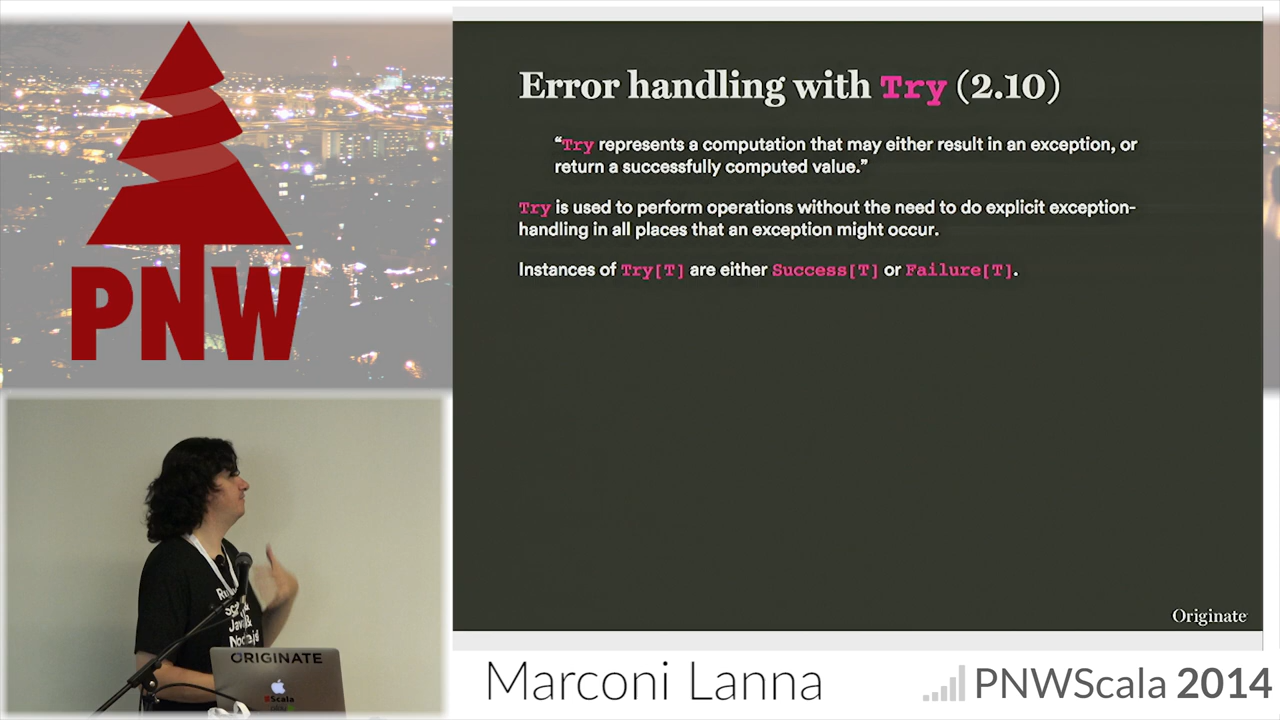 PNW
Error handling with Try (2.10)
“Try represents a computation that may either result in an exception, or
return a successfully computed value.”
Try is used to perform operations without the need to do explicit exception-
handling in all places that an exception might occur.
Instances of Try[T] are either Success[T] or Failure[T].
Originate
Node.js
ORIGINATE
Scala
Marconi Lanna
PNWScala 2014